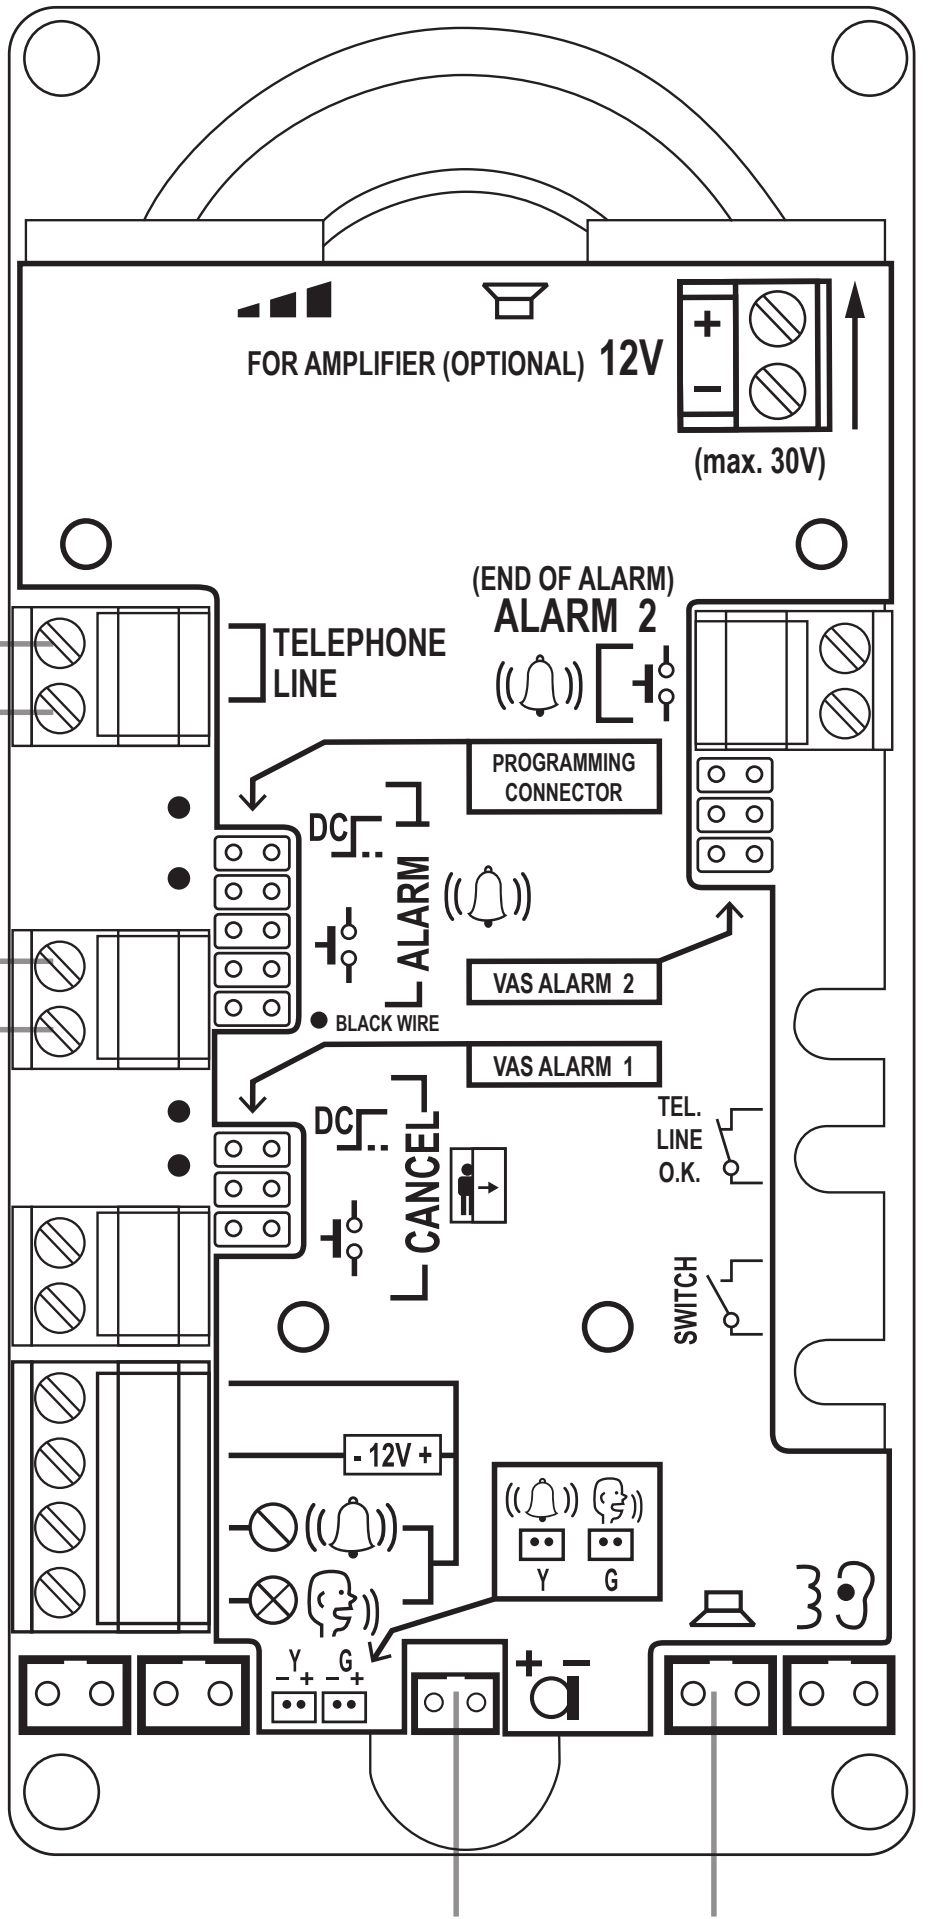 FOR AMPLIFIER (OPTIONAL) 12V
+
−
(max. 30V)
(END OF ALARM)
ALARM 2
TELEPHONE
LINE
PROGRAMMING
CONNECTOR
DC
ALARM
VAS ALARM 2
BLACK WIRE
VAS ALARM 1
DC
CANCEL
TEL.
LINE
O.K.
SWITCH
- 12V +
Y G
Y G
− + − +
+ −